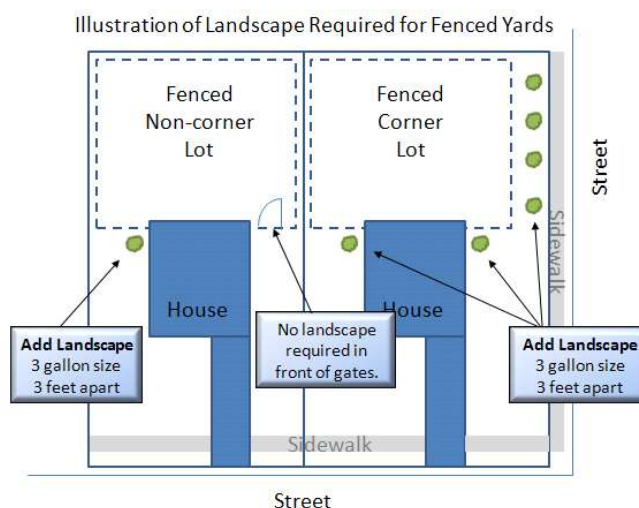 Illustration of Landscape Required for Fenced Yards
Fenced
Non-corner
Lot
Fenced
Corner
Lot
Street
Sidewalk
House
House
Add Landscape
3 gallon size
3 feet apart
No landscape
required in
front of gates.
Add Landscape
3 gallon size
3 feet apart
Sidewalk
Street